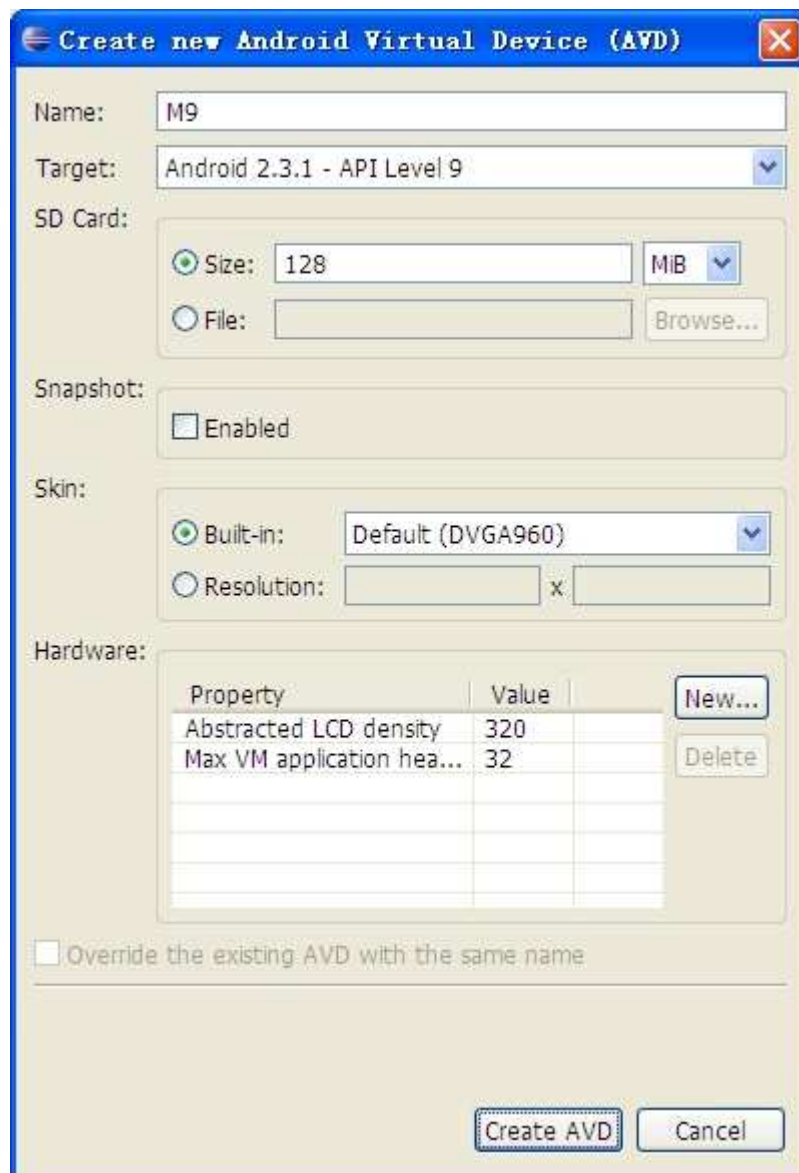 Create new Android Virtual Device (AVD)
Name: M9
Target: Android 2.3.1 - API Level 9
SD Card:
Size: 128 MiB
File: Browse...
Snapshot:
Enabled
Skin:
Built-in: Default (DVGA960)
Resolution: x
Hardware:
Property Value New...
Abstracted LCD density 320
Max VM application hea... 32 Delete
Override the existing AVD with the same name
Create AVD Cancel